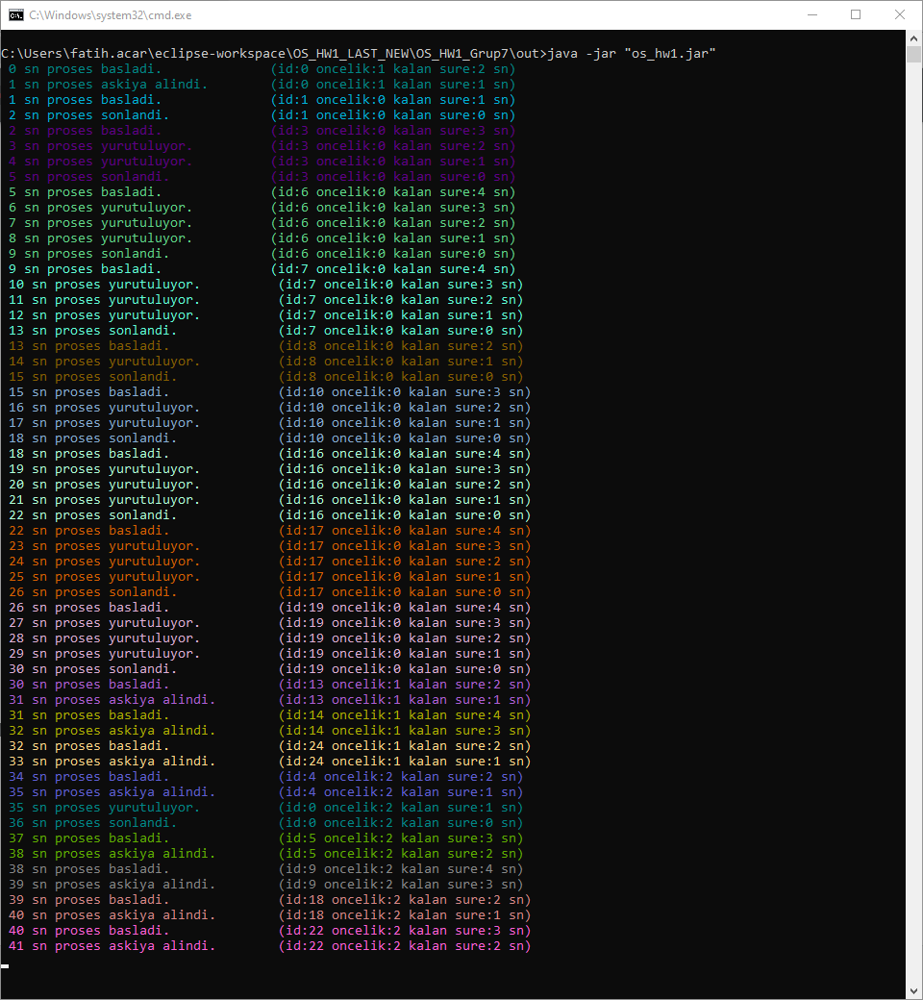 C:\Windows\system32\cmd.exe
C:\Users\fatih.acar\eclipse-workspace\OS_HW1_LAST_NEW\OS_HW1_Grup7\out>java -jar "os_hw1.jar"
0 sn proses basladi. (id:0 oncelik:1 kalan sure:2 sn)
1 sn proses askiya alindi. (id:0 oncelik:1 kalan sure:1 sn)
1 sn proses basladi. (id:1 oncelik:0 kalan sure:1 sn)
2 sn proses sonlandi. (id:1 oncelik:0 kalan sure:0 sn)
2 sn proses basladi. (id:3 oncelik:0 kalan sure:3 sn)
3 sn proses yurutuluyor. (id:3 oncelik:0 kalan sure:2 sn)
4 sn proses yurutuluyor. (id:3 oncelik:0 kalan sure:1 sn)
5 sn proses sonlandi. (id:3 oncelik:0 kalan sure:0 sn)
5 sn proses basladi. (id:6 oncelik:0 kalan sure:4 sn)
6 sn proses yurutuluyor. (id:6 oncelik:0 kalan sure:3 sn)
7 sn proses yurutuluyor. (id:6 oncelik:0 kalan sure:2 sn)
8 sn proses yurutuluyor. (id:6 oncelik:0 kalan sure:1 sn)
9 sn proses sonlandi. (id:6 oncelik:0 kalan sure:0 sn)
9 sn proses basladi. (id:7 oncelik:0 kalan sure:4 sn)
10 sn proses yurutuluyor. (id:7 oncelik:0 kalan sure:3 sn)
11 sn proses yurutuluyor. (id:7 oncelik:0 kalan sure:2 sn)
12 sn proses yurutuluyor. (id:7 oncelik:0 kalan sure:1 sn)
13 sn proses sonlandi. (id:7 oncelik:0 kalan sure:0 sn)
13 sn proses basladi. (id:8 oncelik:0 kalan sure:2 sn)
14 sn proses yurutuluyor. (id:8 oncelik:0 kalan sure:1 sn)
15 sn proses sonlandi. (id:8 oncelik:0 kalan sure:0 sn)
15 sn proses basladi. (id:10 oncelik:0 kalan sure:3 sn)
16 sn proses yurutuluyor. (id:10 oncelik:0 kalan sure:2 sn)
17 sn proses yurutuluyor. (id:10 oncelik:0 kalan sure:1 sn)
18 sn proses sonlandi. (id:10 oncelik:0 kalan sure:0 sn)
18 sn proses basladi. (id:16 oncelik:0 kalan sure:4 sn)
19 sn proses yurutuluyor. (id:16 oncelik:0 kalan sure:3 sn)
20 sn proses yurutuluyor. (id:16 oncelik:0 kalan sure:2 sn)
21 sn proses yurutuluyor. (id:16 oncelik:0 kalan sure:1 sn)
22 sn proses sonlandi. (id:16 oncelik:0 kalan sure:0 sn)
22 sn proses basladi. (id:17 oncelik:0 kalan sure:4 sn)
23 sn proses yurutuluyor. (id:17 oncelik:0 kalan sure:3 sn)
24 sn proses yurutuluyor. (id:17 oncelik:0 kalan sure:2 sn)
25 sn proses yurutuluyor. (id:17 oncelik:0 kalan sure:1 sn)
26 sn proses sonlandi. (id:17 oncelik:0 kalan sure:0 sn)
26 sn proses basladi. (id:19 oncelik:0 kalan sure:4 sn)
27 sn proses yurutuluyor. (id:19 oncelik:0 kalan sure:3 sn)
28 sn proses yurutuluyor. (id:19 oncelik:0 kalan sure:2 sn)
29 sn proses yurutuluyor. (id:19 oncelik:0 kalan sure:1 sn)
30 sn proses sonlandi. (id:19 oncelik:0 kalan sure:0 sn)
30 sn proses basladi. (id:13 oncelik:1 kalan sure:2 sn)
31 sn proses askiya alindi. (id:13 oncelik:1 kalan sure:1 sn)
31 sn proses basladi. (id:14 oncelik:1 kalan sure:4 sn)
32 sn proses askiya alindi. (id:14 oncelik:1 kalan sure:3 sn)
32 sn proses basladi. (id:24 oncelik:1 kalan sure:2 sn)
33 sn proses askiya alindi. (id:24 oncelik:1 kalan sure:1 sn)
34 sn proses basladi. (id:4 oncelik:2 kalan sure:2 sn)
35 sn proses askiya alindi. (id:4 oncelik:2 kalan sure:1 sn)
35 sn proses yurutuluyor. (id:0 oncelik:2 kalan sure:1 sn)
36 sn proses sonlandi. (id:0 oncelik:2 kalan sure:0 sn)
37 sn proses basladi. (id:5 oncelik:2 kalan sure:3 sn)
38 sn proses askiya alindi. (id:5 oncelik:2 kalan sure:2 sn)
38 sn proses basladi. (id:9 oncelik:2 kalan sure:4 sn)
39 sn proses askiya alindi. (id:9 oncelik:2 kalan sure:3 sn)
39 sn proses basladi. (id:18 oncelik:2 kalan sure:2 sn)
40 sn proses askiya alindi. (id:18 oncelik:2 kalan sure:1 sn)
40 sn proses basladi. (id:22 oncelik:2 kalan sure:3 sn)
41 sn proses askiya alindi. (id:22 oncelik:2 kalan sure:2 sn)